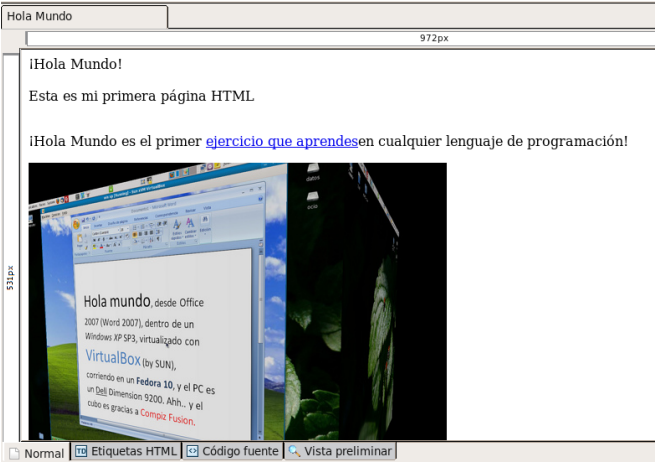 Hola Mundo
972px
531px
¡Hola Mundo!
Esta es mi primera página HTML
¡Hola Mundo es el primer ejercicio que aprendesen cualquier lenguaje de programación!
datos
Hola mundo, desde Office
2007 (Word 2007), dentro de un
Windows XP SP3, virtualizado con
VirtualBox (by SUN),
corriendo en un Fedora 10, y el PC es
un Dell Dimension 9200. Ahh.. y el
cubo es gracias a Compiz Fusion.
Normal
Etiquetas HTML
Código fuente
Vista preliminar